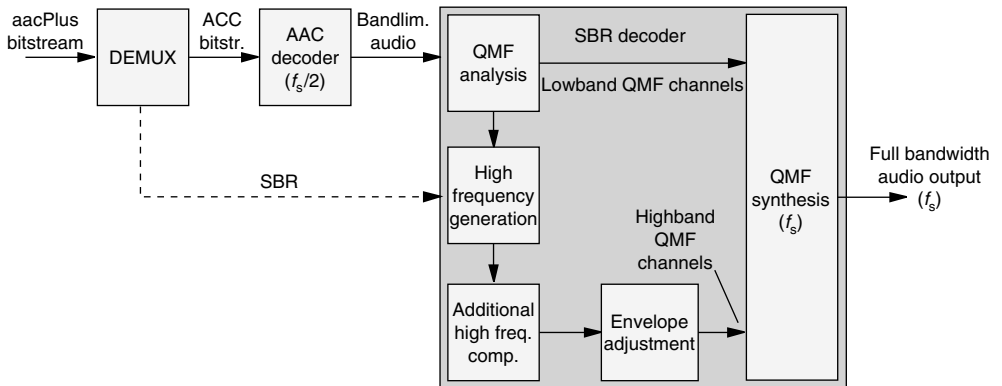 aacPlus
bitstream
DEMUX
ACC
bitstr.
AAC
decoder
(fs/2)
Bandlim.
audio
QMF
analysis
SBR decoder
Lowband QMF channels
SBR
High
frequency
generation
Additional
high freq.
comp.
Envelope
adjustment
Highband
QMF
channels
QMF
synthesis
(fs)
Full bandwidth
audio output
(fs)